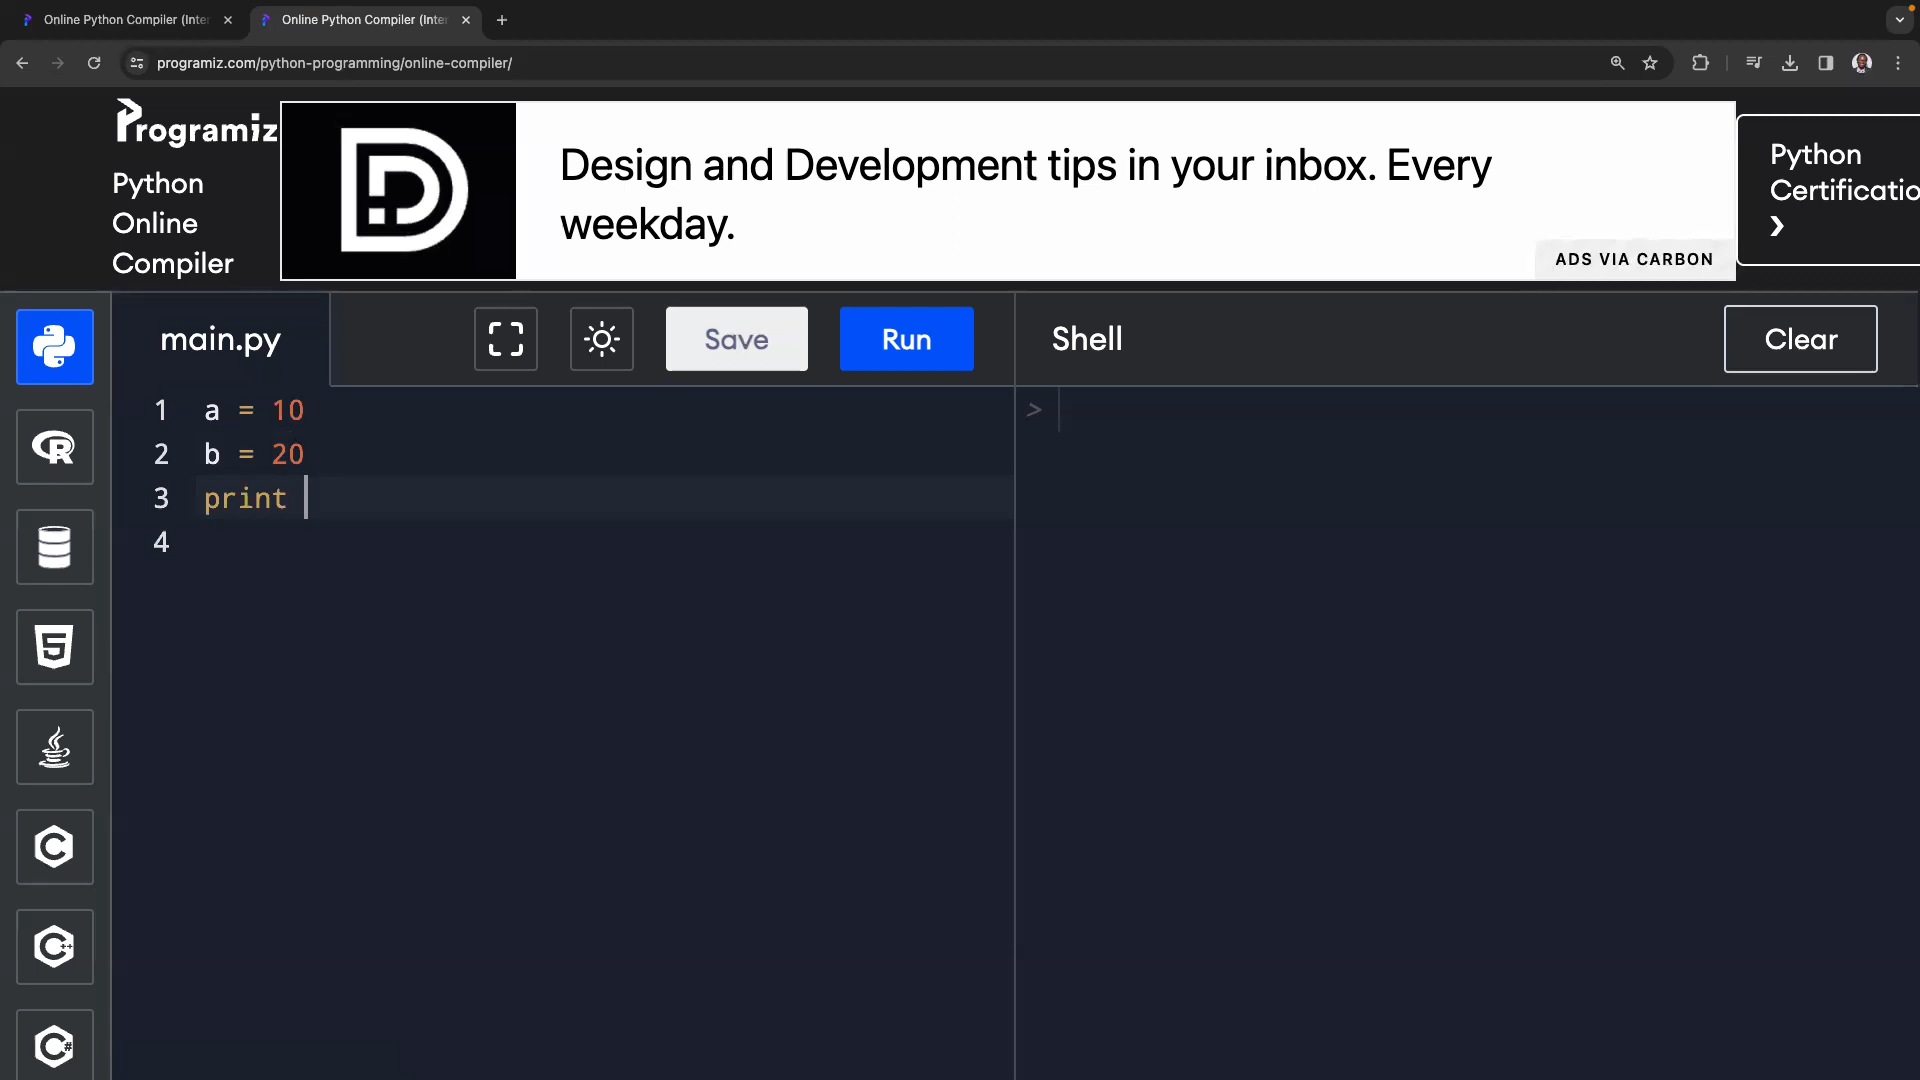 Online Python Compiler (Inter
Online Python Compiler (Inter
programiz.com/python-programming/online-compiler/
Programiz
Python
Online
Compiler
Design and Development tips in your inbox. Every
weekday.
ADS VIA CARBON
Python
Certificatio
main.py
Save
Run
Shell
Clear
1 a = 10
2 b = 20
3 print
4
>